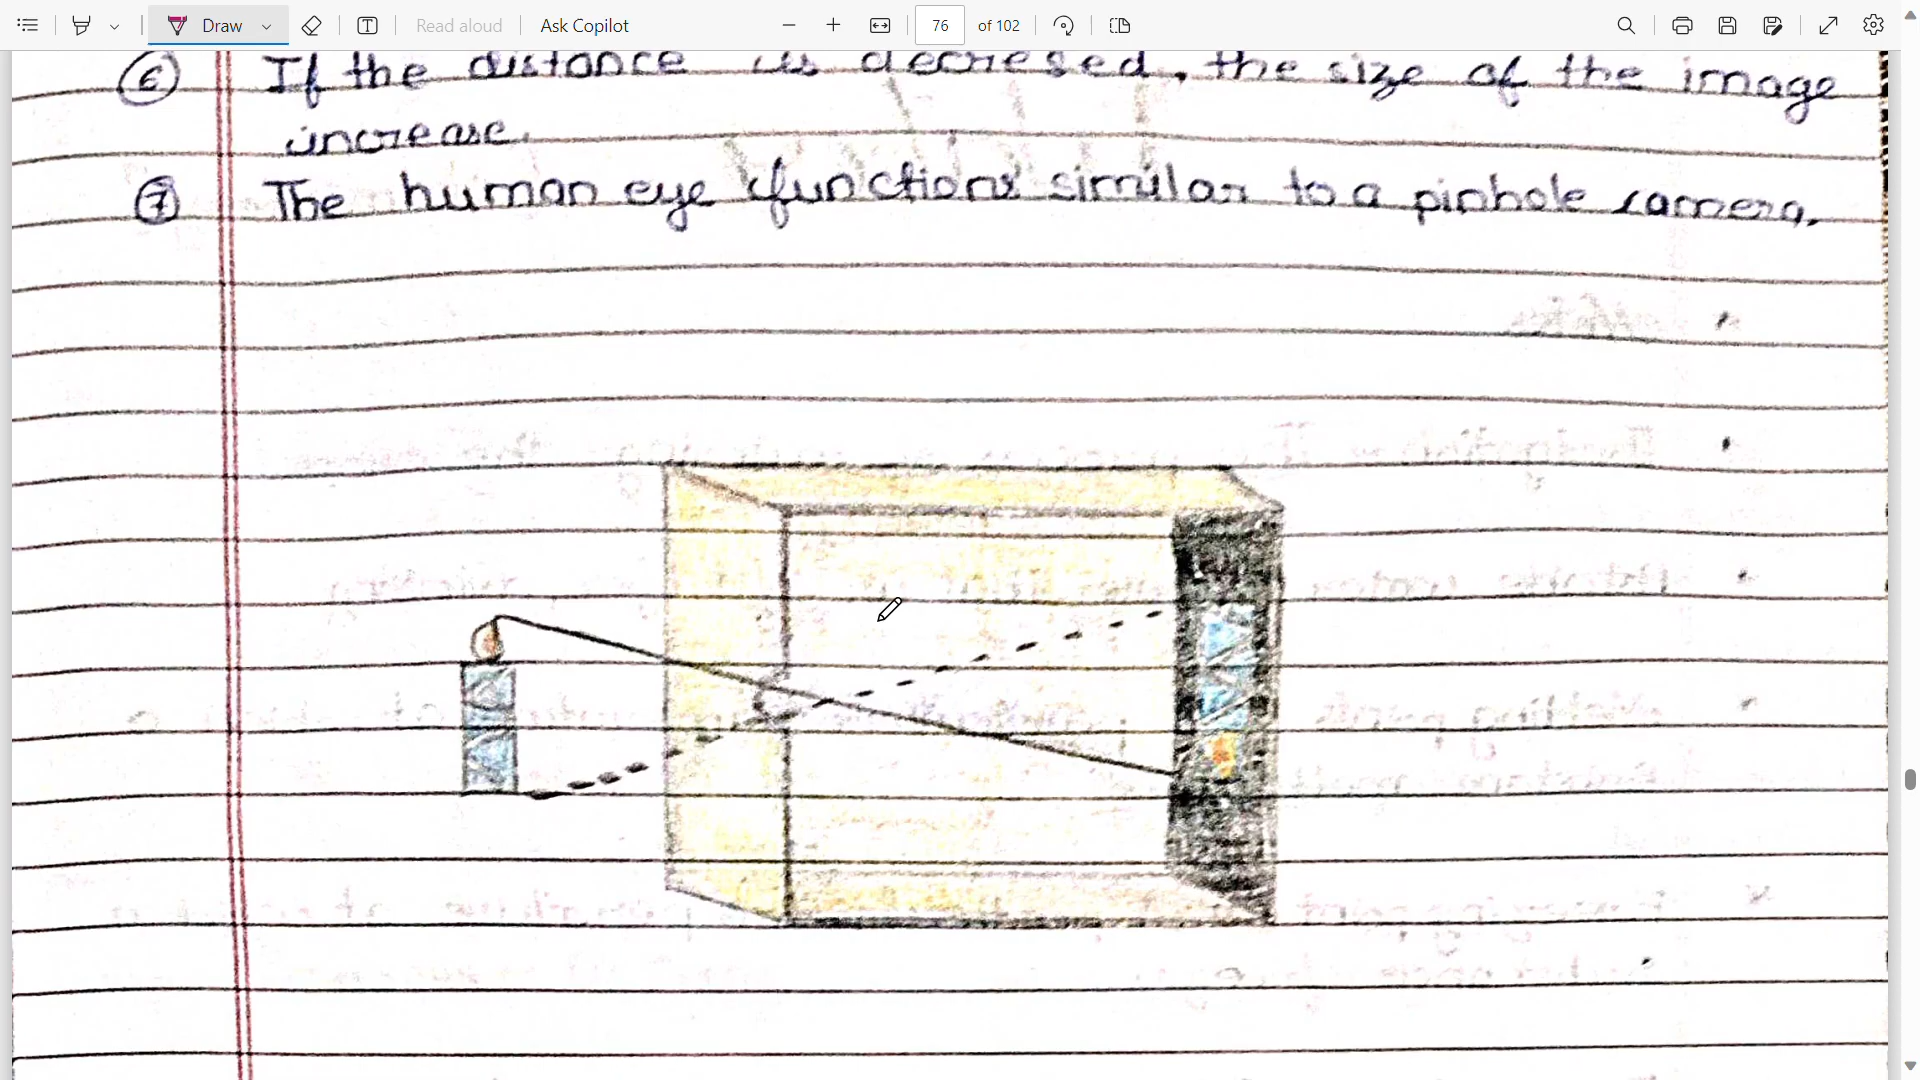 Draw
Read aloud
Ask Copilot
76 of 102
6 If the distance is decresed, the size of the image
increase.
7 The human eye functions similar to a pinhole camera.